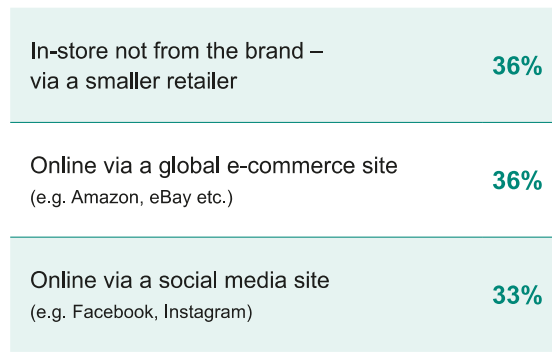 In-store not from the brand –
via a smaller retailer
36%
Online via a global e-commerce site
(e.g. Amazon, eBay etc.)
36%
Online via a social media site
(e.g. Facebook, Instagram)
33%